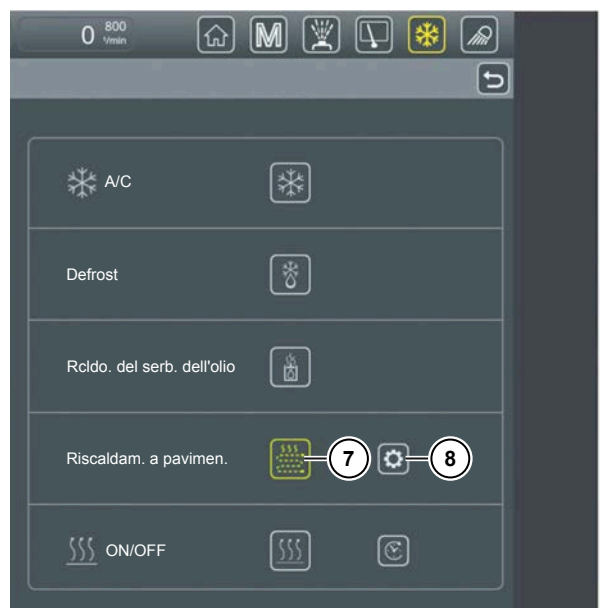 0 800
1/min
M
A/C
Defrost
Rcldo. del serb. dell'olio
Riscaldam. a pavimen.
7 8
ON/OFF